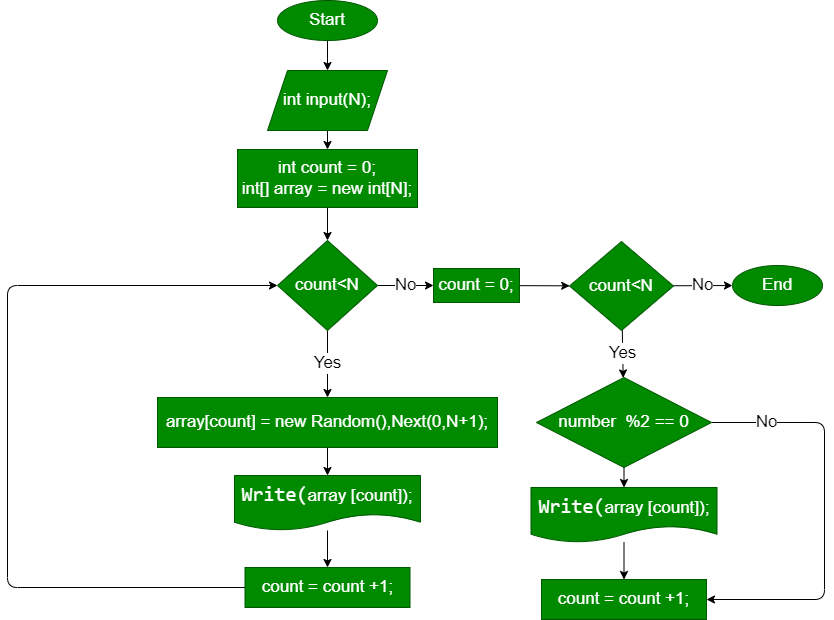 Start
int input(N);
int count = 0;
int[] array = new int[N];
count<N
No
count = 0;
count<N
No
End
Yes
Yes
array[count] = new Random(),Next(0,N+1);
number %2 == 0
No
Write(array [count]);
Write(array [count]);
count = count +1;
count = count +1;